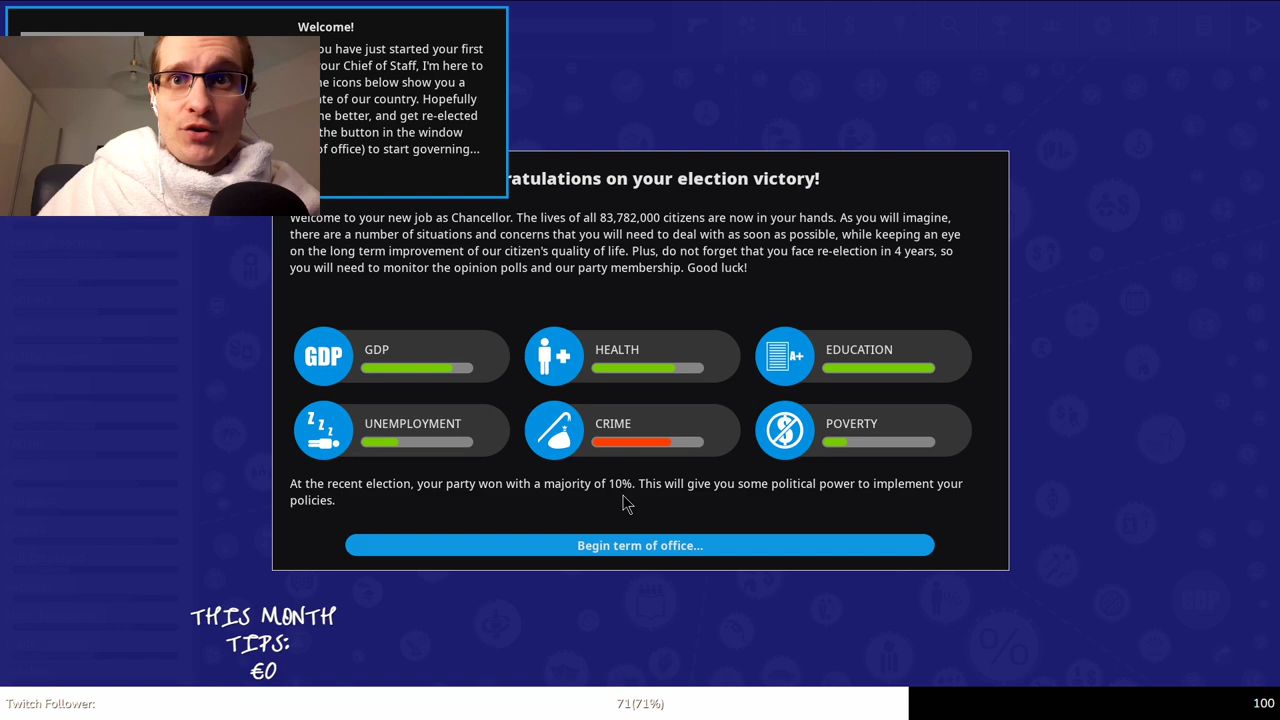 Welcome!
ou have just started your first
our Chief of Staff, I'm here to
e icons below show you a
ate of our country. Hopefully
ne better, and get re-elected
the button in the window
of office) to start governing...
ratulations on your election victory!
Welcome to your new job as Chancellor. The lives of all 83,782,000 citizens are now in your hands. As you will imagine,
there are a number of situations and concerns that you will need to deal with as soon as possible, while keeping an eye
on the long term improvement of our citizen's quality of life. Plus, do not forget that you face re-election in 4 years, so
you will need to monitor the opinion polls and our party membership. Good luck!
GDP
GDP
HEALTH
A+
EDUCATION
Z Z Z
UNEMPLOYMENT
CRIME
$
POVERTY
At the recent election, your party won with a majority of 10%. This will give you some political power to implement your
policies.
Begin term of office...
THIS MONTH
TIPS:
€0
Twitch Follower:
71(71%)
100